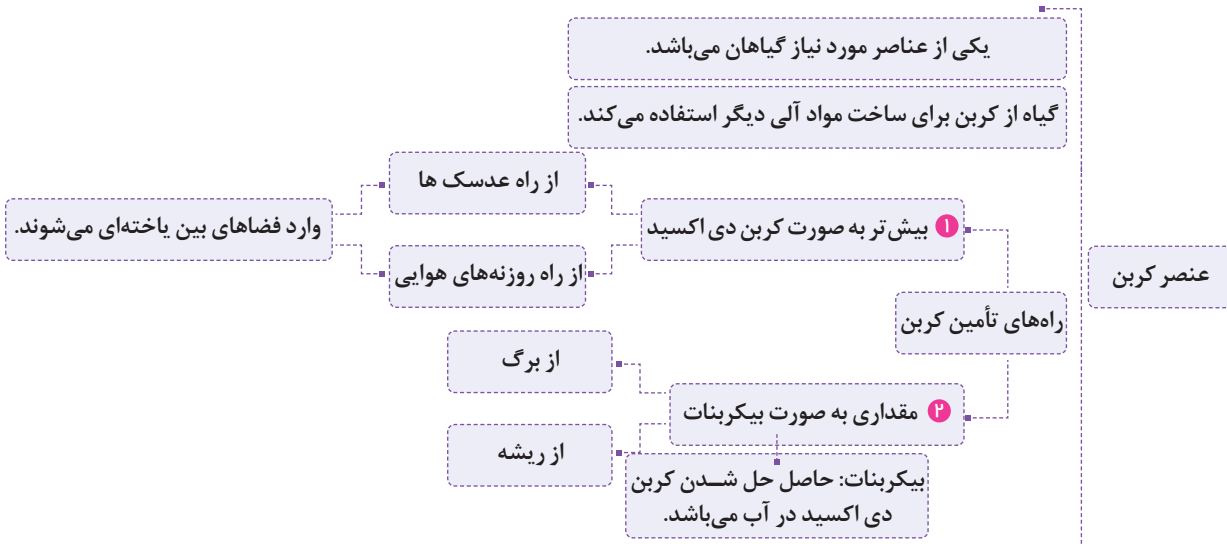 عنصر کربن
یکی از عناصر مورد نیاز گیاهان می‌باشد.
گیاه از کربن برای ساخت مواد آلی دیگر استفاده می‌کند.
راه‌های تأمین کربن
۱ بیش‌تر به صورت کربن دی اکسید
از راه عدسک ها
از راه روزنه‌های هوایی
وارد فضاهای بین یاخته‌ای می‌شوند.
۲ مقداری به صورت بیکربنات
از برگ
از ریشه
بیکربنات: حاصل حل شدن کربن
دی اکسید در آب می‌باشد.